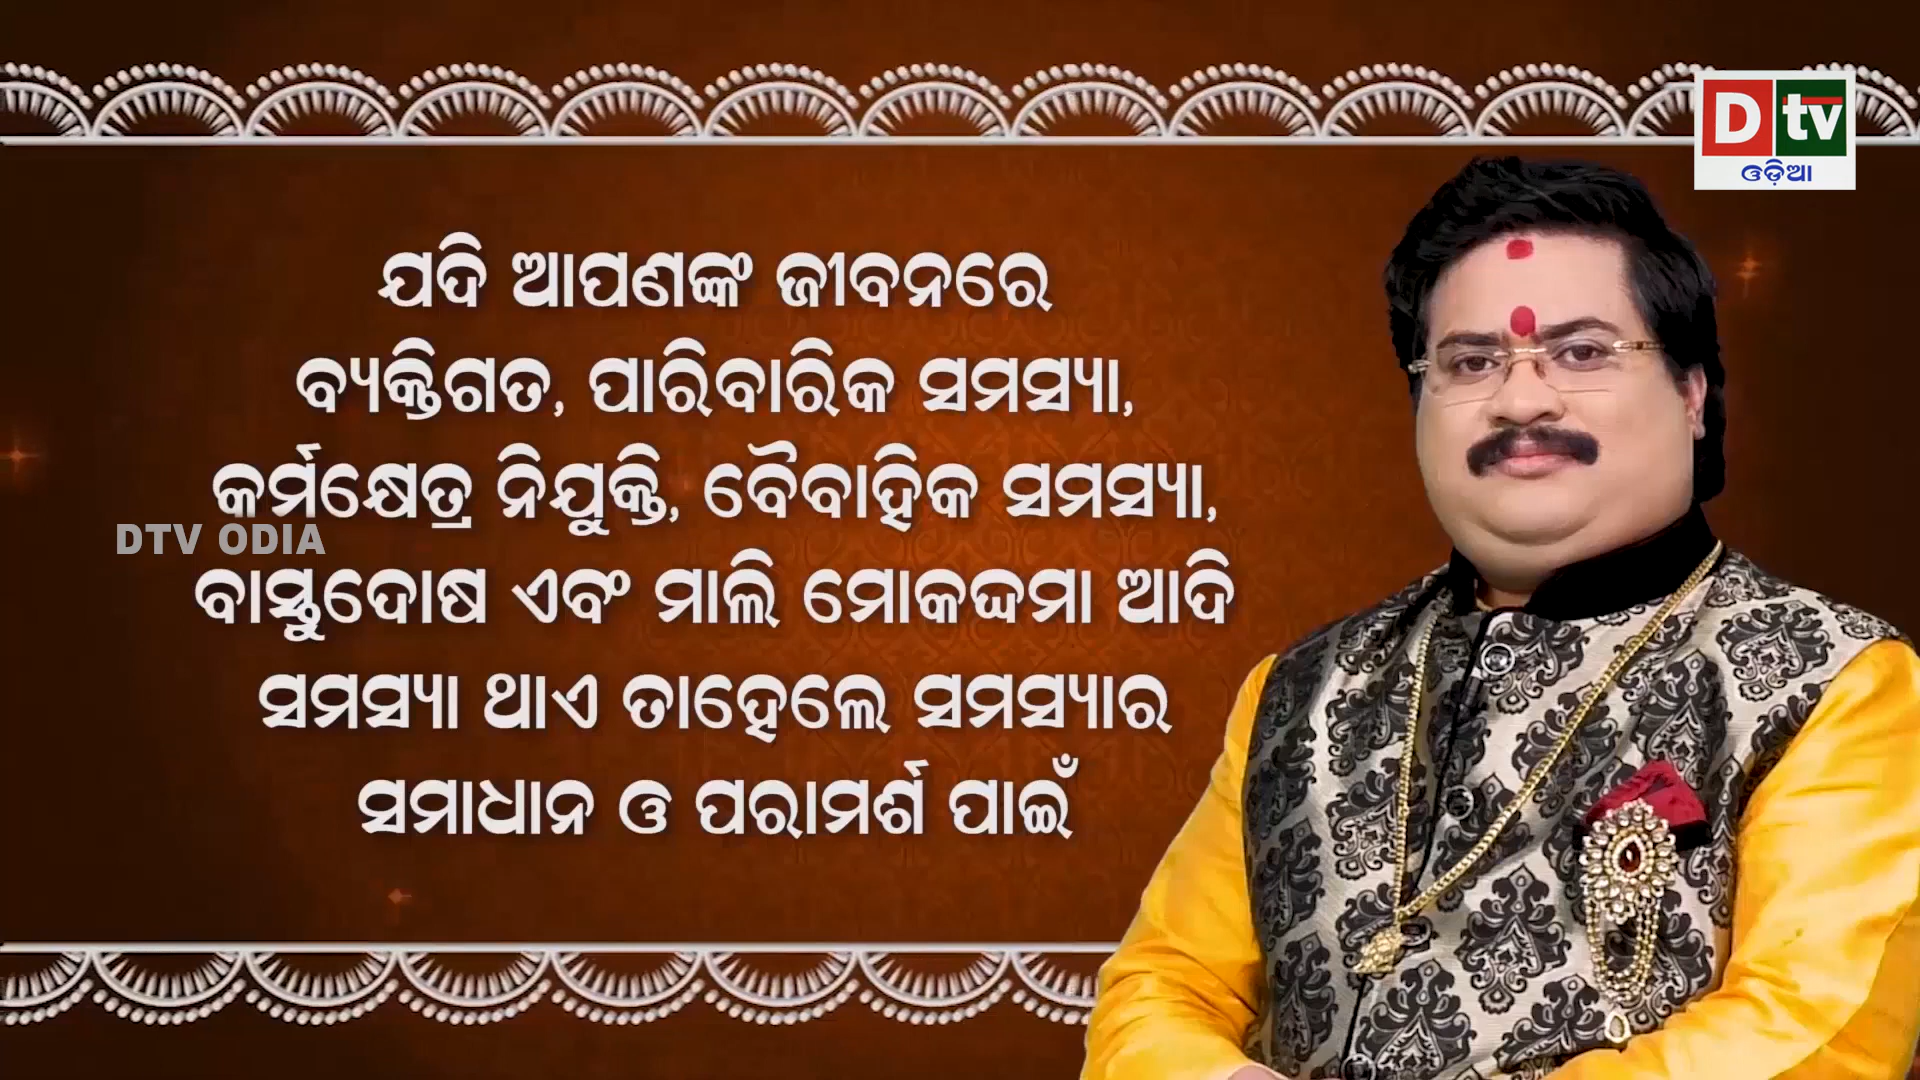 D tv
ଓଡ଼ିଆ
ଯଦି ଆପଣଙ୍କ ଜୀବନରେ
ବ୍ୟକ୍ତିଗତ, ପାରିବାରିକ ସମସ୍ୟା,
କର୍ମକ୍ଷେତ୍ର ନିଯୁକ୍ତି, ବୈବାହିକ ସମସ୍ୟା,
DTV ODIA
ବାସ୍ତୁଦୋଷ ଏବଂ ମାଲି ମୋକଦ୍ଦମା ଆଦି
ସମସ୍ୟା ଥାଏ ତାହେଲେ ସମସ୍ୟାର
ସମାଧାନ ଓ ପରାମର୍ଶ ପାଇଁ